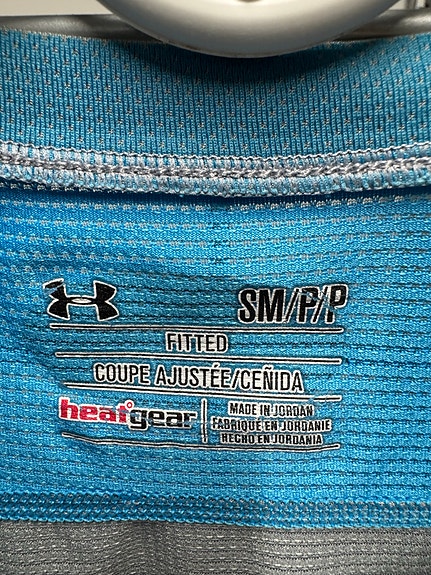 SM/P/P
FITTED
COUPE AJUSTÉE/CEÑIDA
heatgear
MADE IN JORDAN
FABRIQUÉ EN JORDANIE
HECHO EN JORDANIA